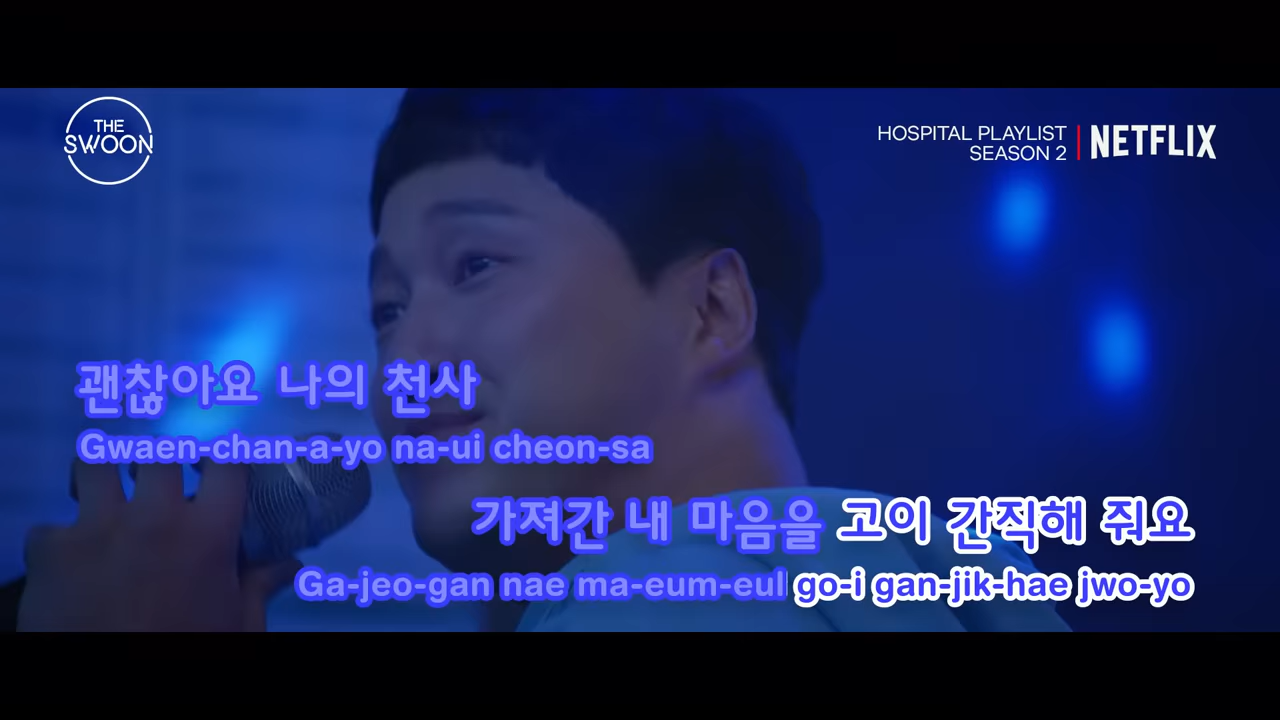 THE
SWOON
HOSPITAL PLAYLIST
SEASON 2
NETFLIX
괜찮아요 나의 천사
Gwaen-chan-a-yo na-ui cheon-sa
가져간 내 마음을 고이 간직해 줘요
Ga-jeo-gan nae ma-eum-eul go-i gan-jik-hae jwo-yo